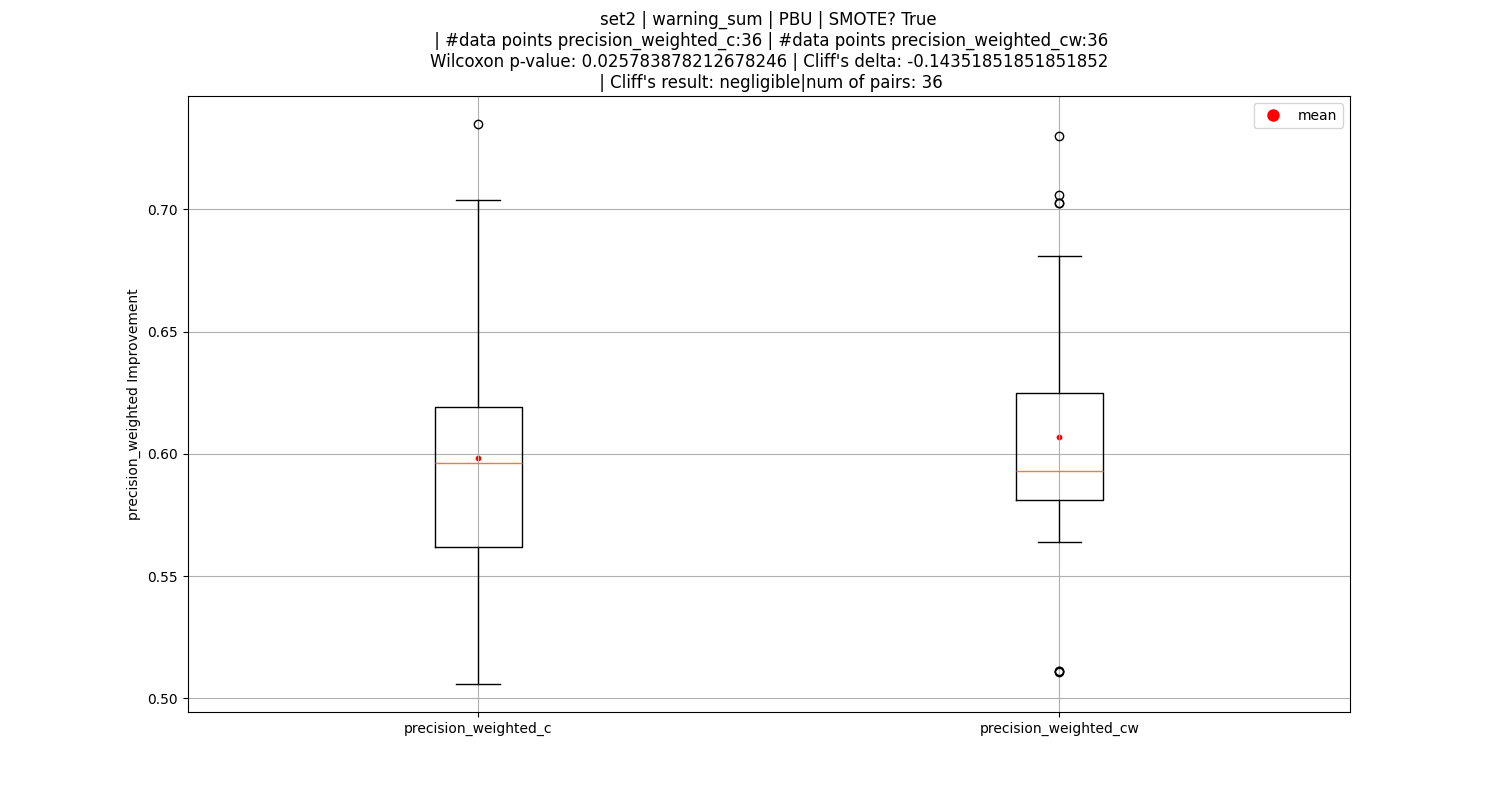 set2 | warning_sum | PBU | SMOTE? True
| #data points precision_weighted_c:36 | #data points precision_weighted_cw:36
Wilcoxon p-value: 0.025783878212678246 | Cliff's delta: -0.14351851851851852
| Cliff's result: negligible|num of pairs: 36
mean
precision_weighted Improvement
0.70
0.65
0.60
0.55
0.50
precision_weighted_c
precision_weighted_cw